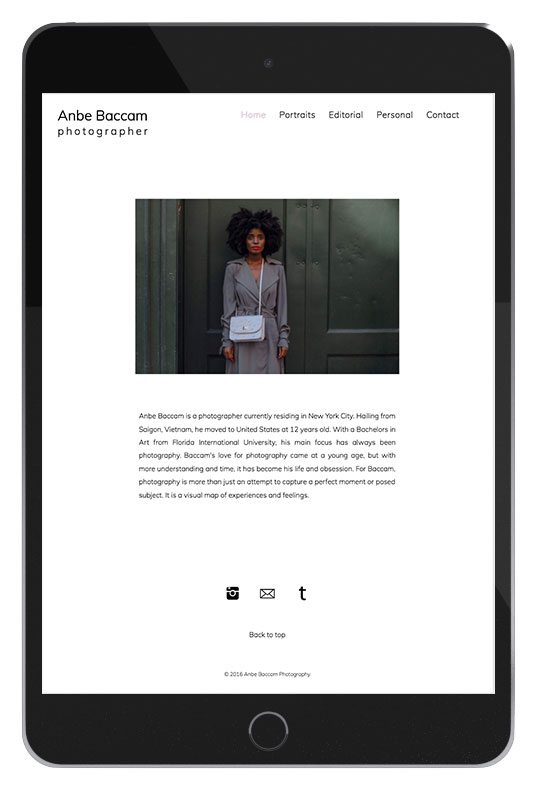 Anbe Baccam
photographer
Home Portraits Editorial Personal Contact
Anbe Baccam is a photographer currently residing in New York City. Hailing from
Saigon, Vietnam, he moved to United States at 12 years old. With a Bachelors in
Art from Florida International University, his main focus has always been
photography. Baccam's love for photography came at a young age, but with
more understanding and time, it has become his life and obsession. For Baccam,
photography is more than just an attempt to capture a perfect moment or posed
subject. It is a visual map of experiences and feelings.
t
Back to top
© 2016 Anbe Baccam Photography.